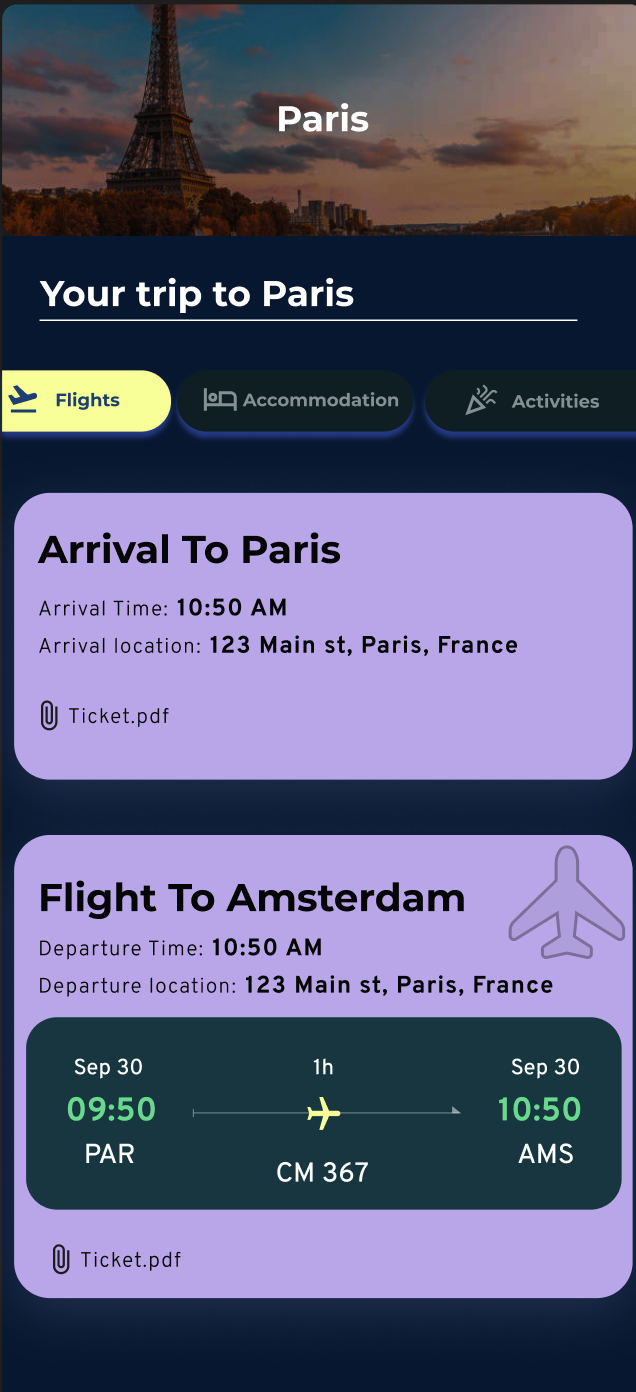 Paris
Your trip to Paris
Flights
Accommodation
Activities
Arrival To Paris
Arrival Time: 10:50 AM
Arrival location: 123 Main st, Paris, France
Ticket.pdf
Flight To Amsterdam
Departure Time: 10:50 AM
Departure location: 123 Main st, Paris, France
Sep 30 1h Sep 30
09:50 10:50
PAR AMS
CM 367
Ticket.pdf